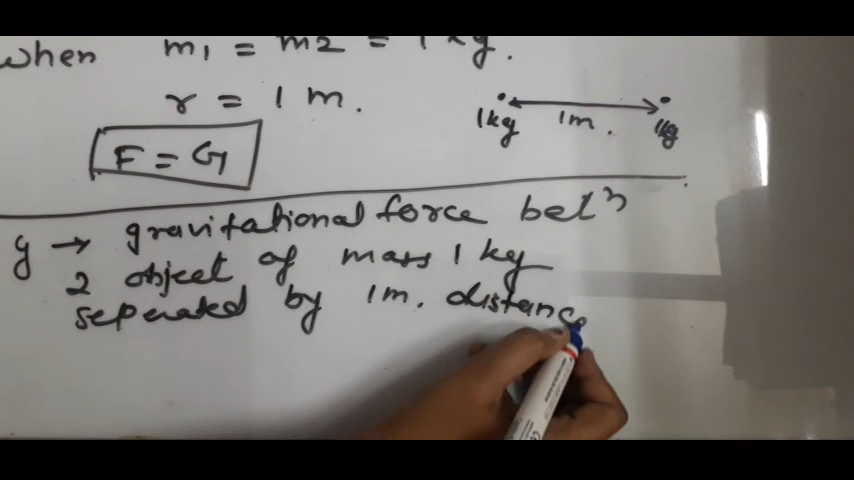 when m1 = m2 = 1 kg.
r = 1 m.
1kg 1m. 1kg
F = G
g → gravitational force betn
2 object of mass 1 kg
seperated by 1m. distance